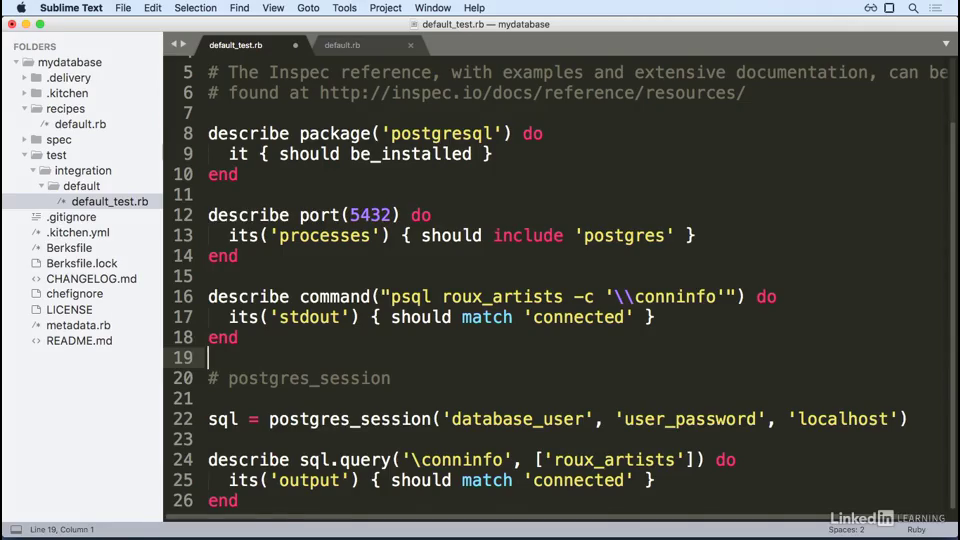 Sublime Text File Edit Selection Find View Goto Tools Project Window Help
default_test.rb — mydatabase
FOLDERS
mydatabase
.delivery
.kitchen
recipes
default.rb
spec
test
integration
default
default_test.rb
.gitignore
.kitchen.yml
Berksfile
Berksfile.lock
CHANGELOG.md
chefignore
LICENSE
metadata.rb
README.md
default_test.rb default.rb
5 # The Inspec reference, with examples and extensive documentation, can be
6 # found at http://inspec.io/docs/reference/resources/
7
8 describe package('postgresql') do
9 it { should be_installed }
10 end
11
12 describe port(5432) do
13 its('processes') { should include 'postgres' }
14 end
15
16 describe command("psql roux_artists -c '\\conninfo'") do
17 its('stdout') { should match 'connected' }
18 end
19
20 # postgres_session
21
22 sql = postgres_session('database_user', 'user_password', 'localhost')
23
24 describe sql.query('\conninfo', ['roux_artists']) do
25 its('output') { should match 'connected' }
26 end
Line 19, Column 1
Spaces: 2
Ruby
LinkedIn LEARNING